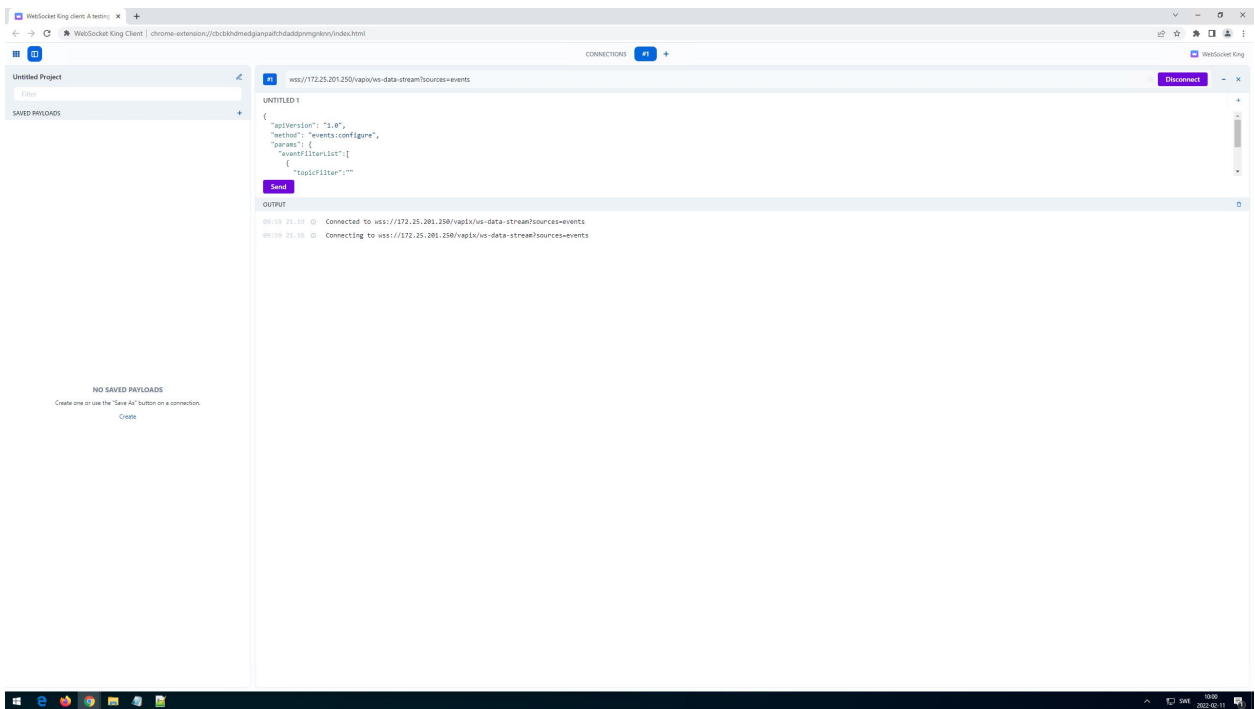 WebSocket King client: A testing
WebSocket King Client | chrome-extension://cbcbkhdmedgianpaifchdaddpnmgnknn/index.html
CONNECTIONS #1 +
WebSocket King
Untitled Project
Filter
SAVED PAYLOADS +
NO SAVED PAYLOADS
Create one or use the "Save As" button on a connection.
Create
#1 wss://172.25.201.250/vapix/ws-data-stream?sources=events
Disconnect
UNTITLED 1
{
"apiVersion": "1.0",
"method": "events:configure",
"params": {
"eventFilterList":[
{
"topicFilter":""
Send
OUTPUT
09:59 21.19 Connected to wss://172.25.201.250/vapix/ws-data-stream?sources=events
09:59 21.16 Connecting to wss://172.25.201.250/vapix/ws-data-stream?sources=events
SWE
10:00
2022-02-11